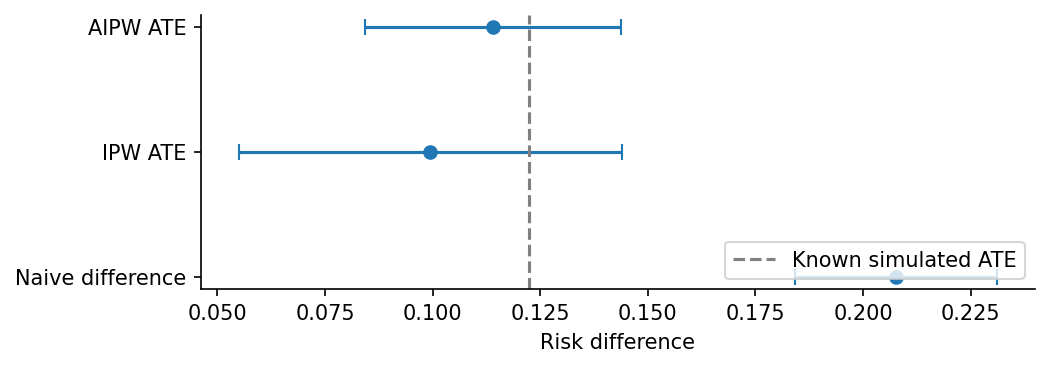 AIPW ATE
IPW ATE
Naive difference
Known simulated ATE
0.050 0.075 0.100 0.125 0.150 0.175 0.200 0.225
Risk difference